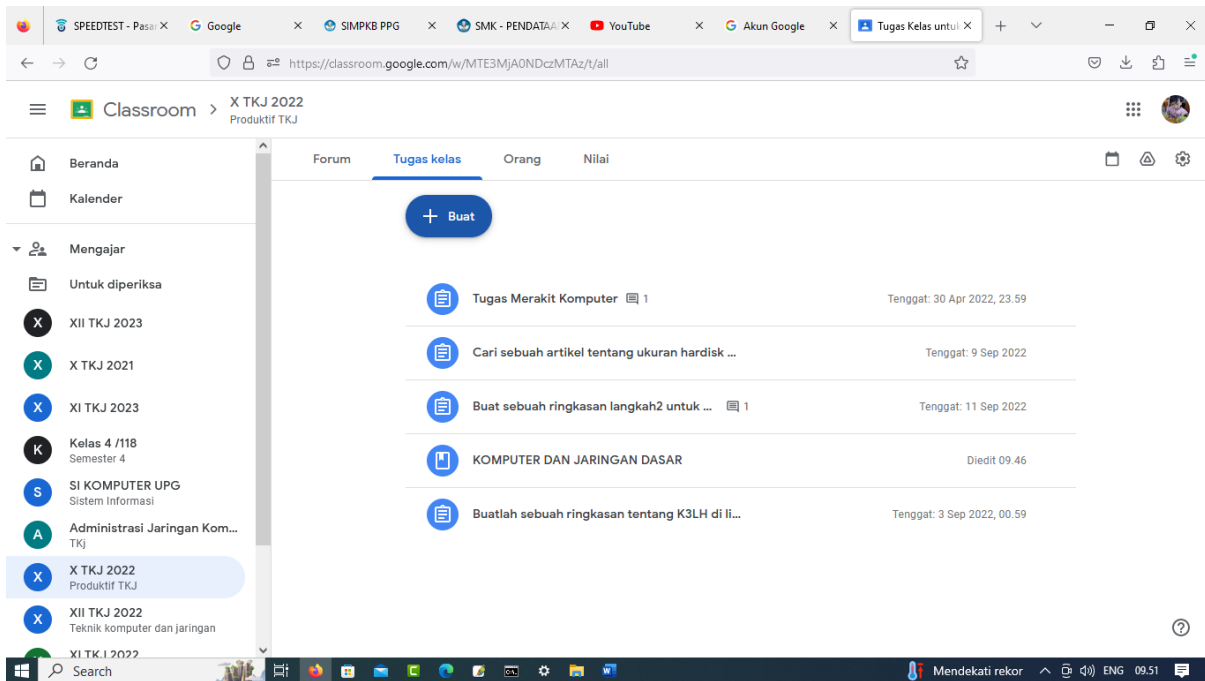 SPEEDTEST - Pasar
Google
SIMPKB PPG
SMK - PENDATAA
YouTube
Akun Google
Tugas Kelas untuk
https://classroom.google.com/w/MTE3MjA0NDczMTAz/t/all
Classroom > X TKJ 2022
Produktif TKJ
Beranda
Kalender
Mengajar
Untuk diperiksa
X XII TKJ 2023
X X TKJ 2021
X XI TKJ 2023
K Kelas 4 /118
Semester 4
S SI KOMPUTER UPG
Sistem Informasi
A Administrasi Jaringan Kom...
TKj
X X TKJ 2022
Produktif TKJ
X XII TKJ 2022
Teknik komputer dan jaringan
XI TKJ 2022
Forum Tugas kelas Orang Nilai
+ Buat
Tugas Merakit Komputer 1 Tenggat: 30 Apr 2022, 23.59
Cari sebuah artikel tentang ukuran hardisk ... Tenggat: 9 Sep 2022
Buat sebuah ringkasan langkah2 untuk ... 1 Tenggat: 11 Sep 2022
KOMPUTER DAN JARINGAN DASAR Diedit 09.46
Buatlah sebuah ringkasan tentang K3LH di li... Tenggat: 3 Sep 2022, 00.59
Search Mendekati rekor ENG 09.51